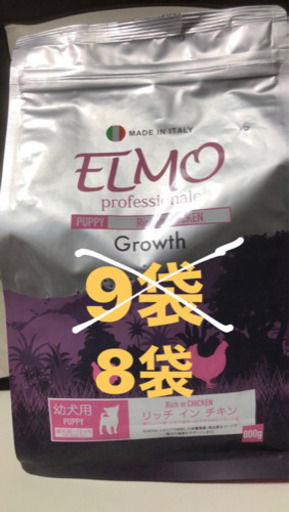 MADE IN ITALY
ELMO
professionale
PUPPY
Growth
9袋
8袋
幼犬用
PUPPY
Rich in CHICKEN
リッチ イン チキン
800g